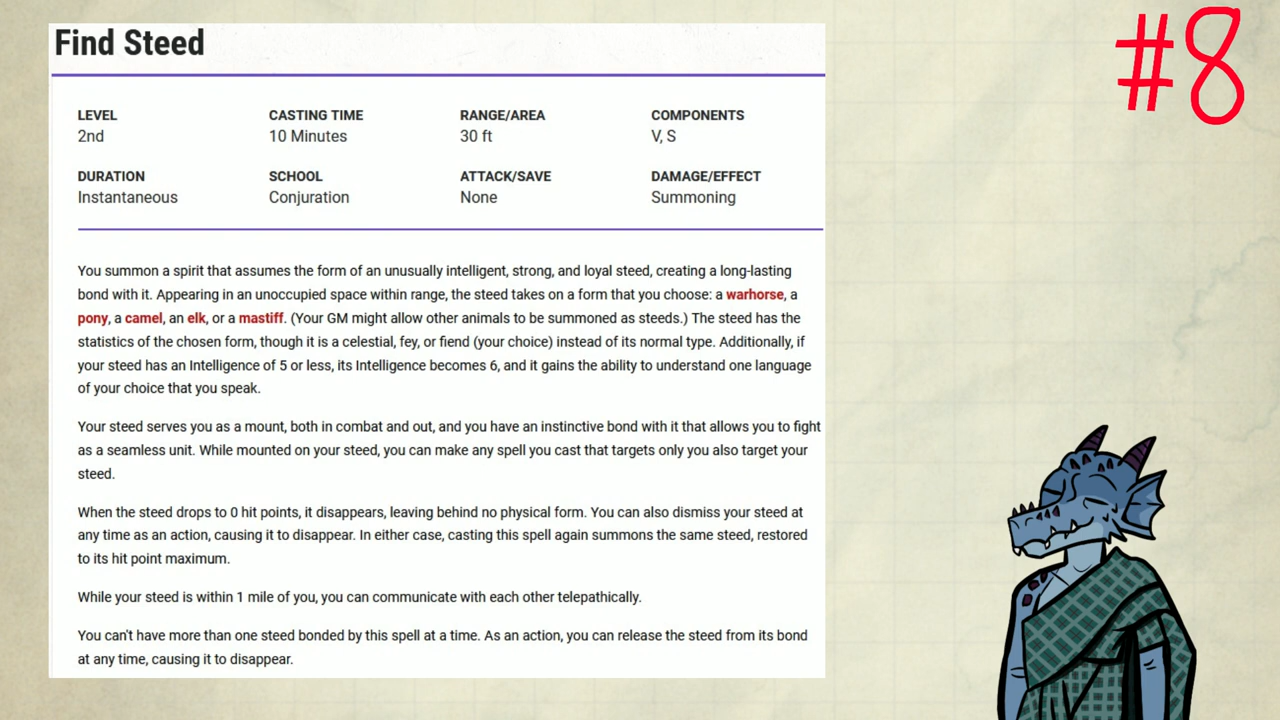 Find Steed
#8
LEVEL CASTING TIME RANGE/AREA COMPONENTS
2nd 10 Minutes 30 ft V, S
DURATION SCHOOL ATTACK/SAVE DAMAGE/EFFECT
Instantaneous Conjuration None Summoning
You summon a spirit that assumes the form of an unusually intelligent, strong, and loyal steed, creating a long-lasting
bond with it. Appearing in an unoccupied space within range, the steed takes on a form that you choose: a warhorse, a
pony, a camel, an elk, or a mastiff. (Your GM might allow other animals to be summoned as steeds.) The steed has the
statistics of the chosen form, though it is a celestial, fey, or fiend (your choice) instead of its normal type. Additionally, if
your steed has an Intelligence of 5 or less, its Intelligence becomes 6, and it gains the ability to understand one language
of your choice that you speak.
Your steed serves you as a mount, both in combat and out, and you have an instinctive bond with it that allows you to fight
as a seamless unit. While mounted on your steed, you can make any spell you cast that targets only you also target your
steed.
When the steed drops to 0 hit points, it disappears, leaving behind no physical form. You can also dismiss your steed at
any time as an action, causing it to disappear. In either case, casting this spell again summons the same steed, restored
to its hit point maximum.
While your steed is within 1 mile of you, you can communicate with each other telepathically.
You can't have more than one steed bonded by this spell at a time. As an action, you can release the steed from its bond
at any time, causing it to disappear.